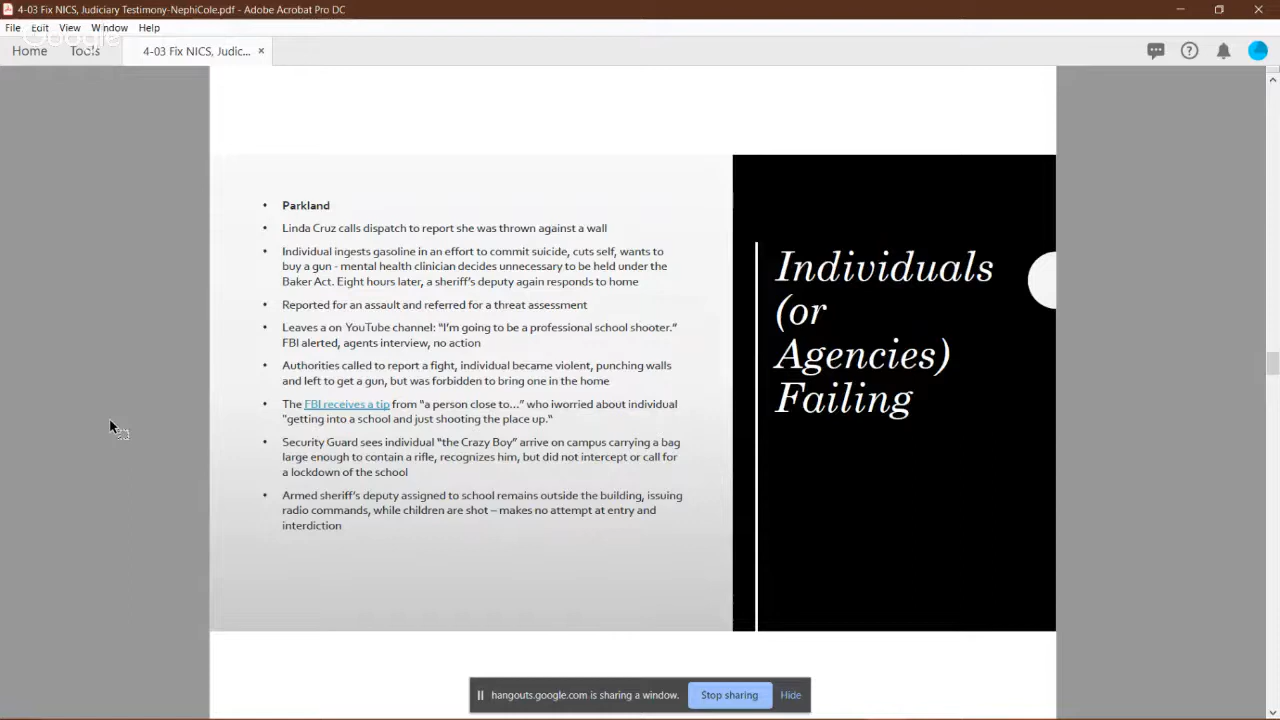 4-03 Fix NICS, Judiciary Testimony-NephiCole.pdf - Adobe Acrobat Pro DC
File Edit View Window Help
Google
Home Tools 4-03 Fix NICS, Judic... ×
• Parkland
• Linda Cruz calls dispatch to report she was thrown against a wall
• Individual ingests gasoline in an effort to commit suicide, cuts self, wants to
buy a gun - mental health clinician decides unnecessary to be held under the
Baker Act. Eight hours later, a sheriff’s deputy again responds to home
• Reported for an assault and referred for a threat assessment
• Leaves a on YouTube channel: “I’m going to be a professional school shooter.”
FBI alerted, agents interview, no action
• Authorities called to report a fight, individual became violent, punching walls
and left to get a gun, but was forbidden to bring one in the home
• The FBI receives a tip from “a person close to...” who iworried about individual
"getting into a school and just shooting the place up."
• Security Guard sees individual “the Crazy Boy” arrive on campus carrying a bag
large enough to contain a rifle, recognizes him, but did not intercept or call for
a lockdown of the school
• Armed sheriff’s deputy assigned to school remains outside the building, issuing
radio commands, while children are shot – makes no attempt at entry and
interdiction
Individuals
(or
Agencies)
Failing
hangouts.google.com is sharing a window. Stop sharing Hide